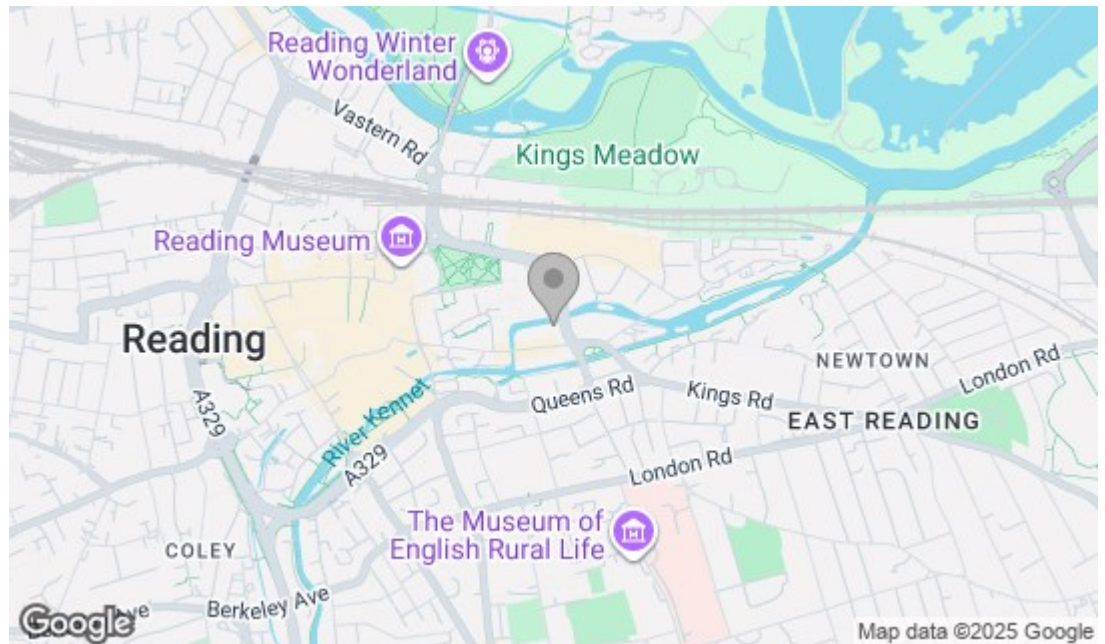 Reading Winter
Wonderland
Vastern Rd
Kings Meadow
Reading Museum
Reading
NEWTOWN
London Rd
A329
River Kennet
Queens Rd
Kings Rd
EAST READING
A329
London Rd
The Museum of
English Rural Life
COLEY
Berkeley Ave
Ave
Google
Map data ©2025 Google